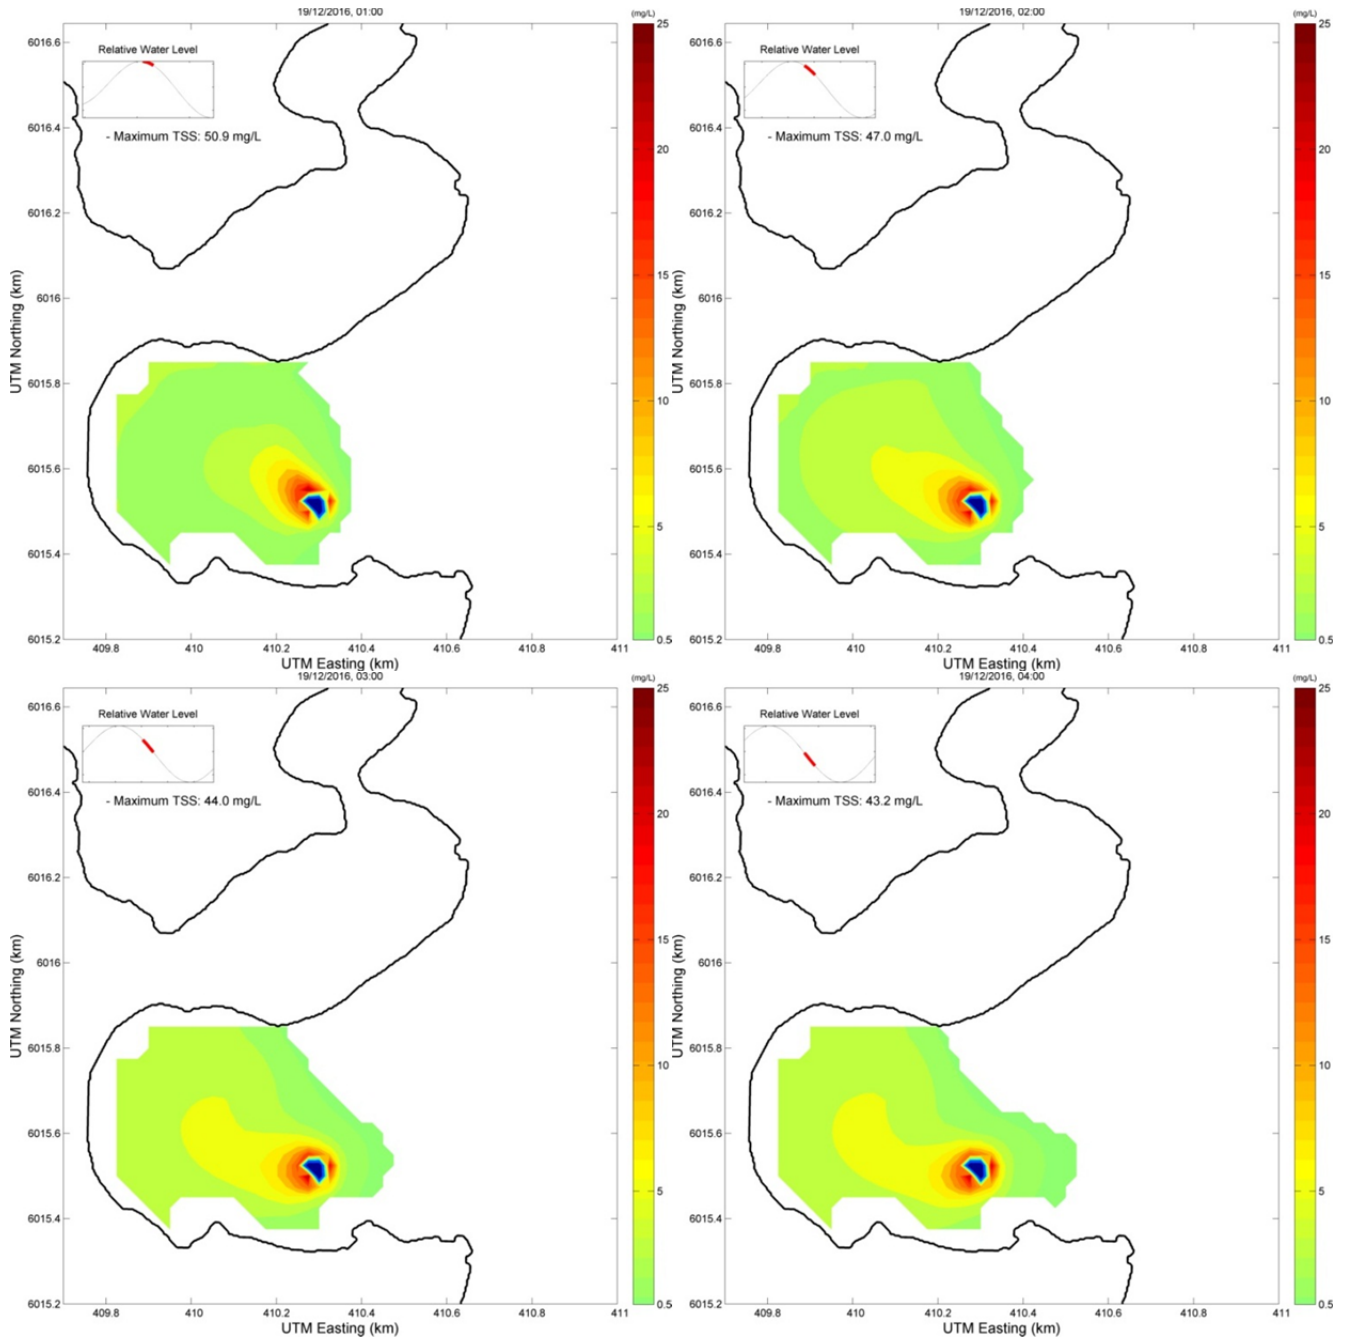 19/12/2016, 01:00
(mg/L)
Relative Water Level
- Maximum TSS: 50.9 mg/L
UTM Northing (km)
6016.6
6016.4
6016.2
6016
6015.8
6015.6
6015.4
6015.2
409.8 410 410.2 410.4 410.6 410.8 411
UTM Easting (km)
25
20
15
10
5
0.5
19/12/2016, 02:00
(mg/L)
Relative Water Level
- Maximum TSS: 47.0 mg/L
UTM Northing (km)
6016.6
6016.4
6016.2
6016
6015.8
6015.6
6015.4
6015.2
409.8 410 410.2 410.4 410.6 410.8 411
UTM Easting (km)
25
20
15
10
5
0.5
19/12/2016, 03:00
(mg/L)
Relative Water Level
- Maximum TSS: 44.0 mg/L
UTM Northing (km)
6016.6
6016.4
6016.2
6016
6015.8
6015.6
6015.4
6015.2
409.8 410 410.2 410.4 410.6 410.8 411
UTM Easting (km)
25
20
15
10
5
0.5
19/12/2016, 04:00
(mg/L)
Relative Water Level
- Maximum TSS: 43.2 mg/L
UTM Northing (km)
6016.6
6016.4
6016.2
6016
6015.8
6015.6
6015.4
6015.2
409.8 410 410.2 410.4 410.6 410.8 411
UTM Easting (km)
25
20
15
10
5
0.5